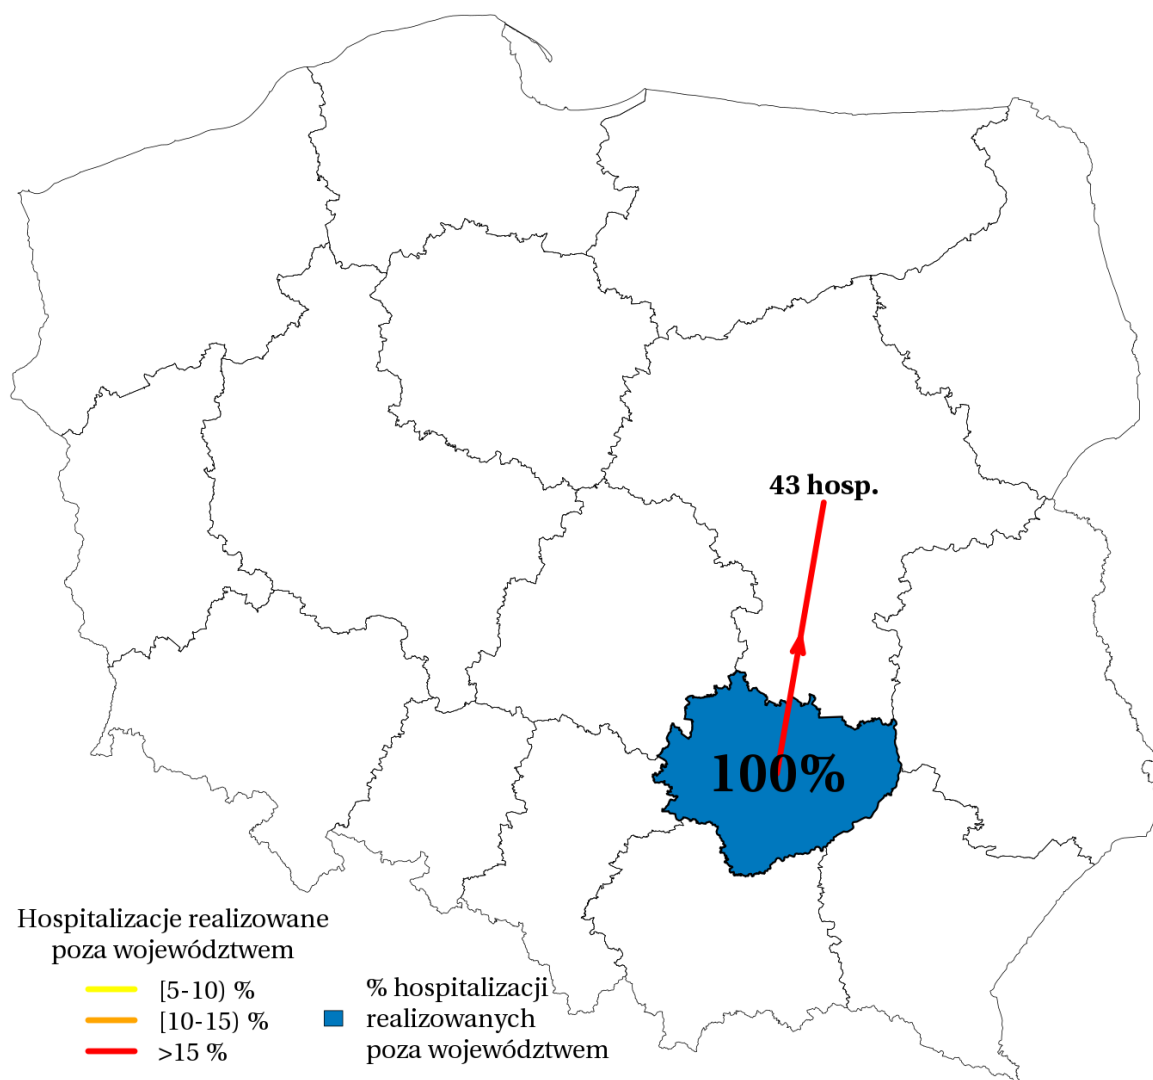 43 hosp.
100%
Hospitalizacje realizowane
poza województwem
[5-10) %
[10-15) %
>15 %
% hospitalizacji
realizowanych
poza województwem